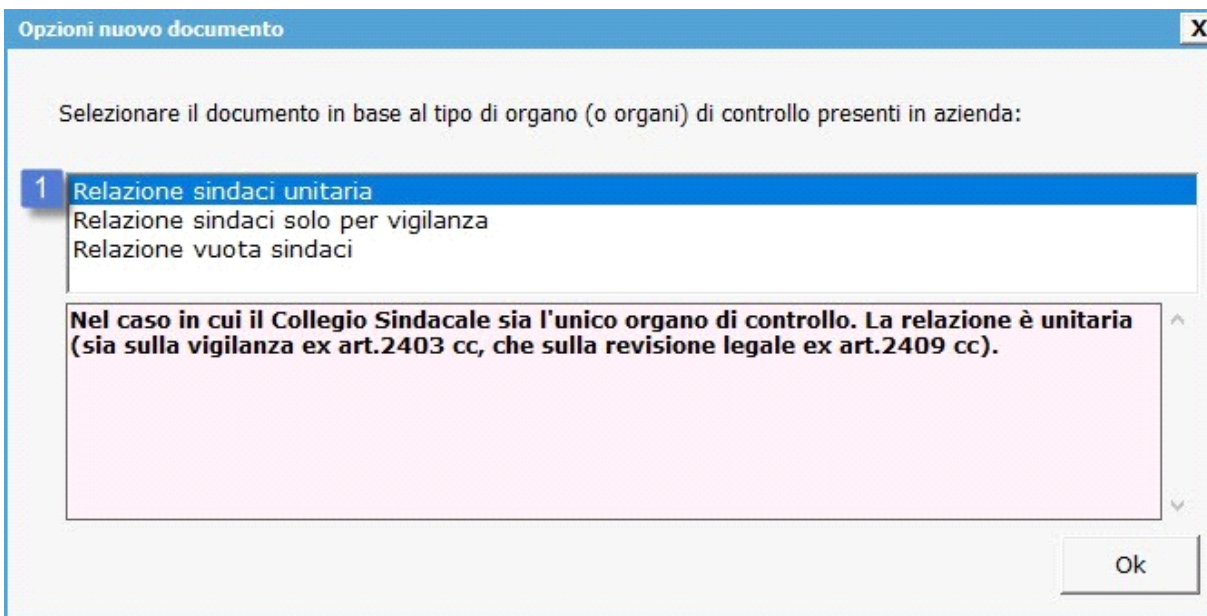 Opzioni nuovo documento
X
Selezionare il documento in base al tipo di organo (o organi) di controllo presenti in azienda:
1
Relazione sindaci unitaria
Relazione sindaci solo per vigilanza
Relazione vuota sindaci
Nel caso in cui il Collegio Sindacale sia l'unico organo di controllo. La relazione è unitaria
(sia sulla vigilanza ex art.2403 cc, che sulla revisione legale ex art.2409 cc).
Ok